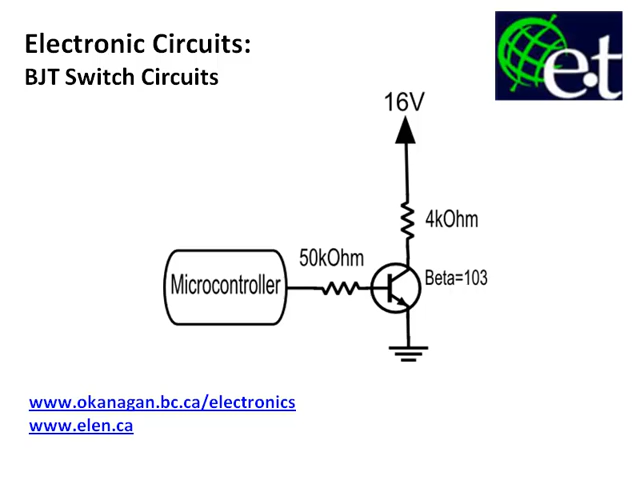 Electronic Circuits:
BJT Switch Circuits
e.t
16V
4kOhm
50kOhm
Microcontroller
Beta=103
www.okanagan.bc.ca/electronics
www.elen.ca